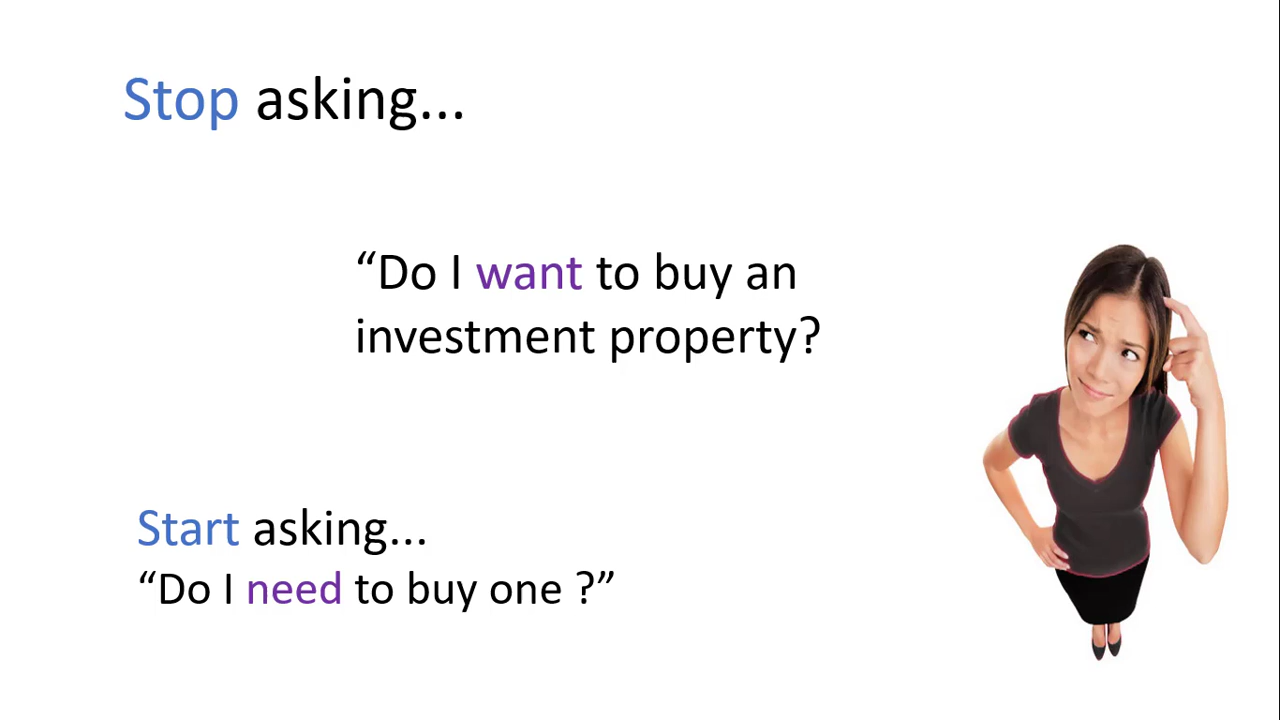 Stop asking...
“Do I want to buy an
investment property?
Start asking...
“Do I need to buy one ?”